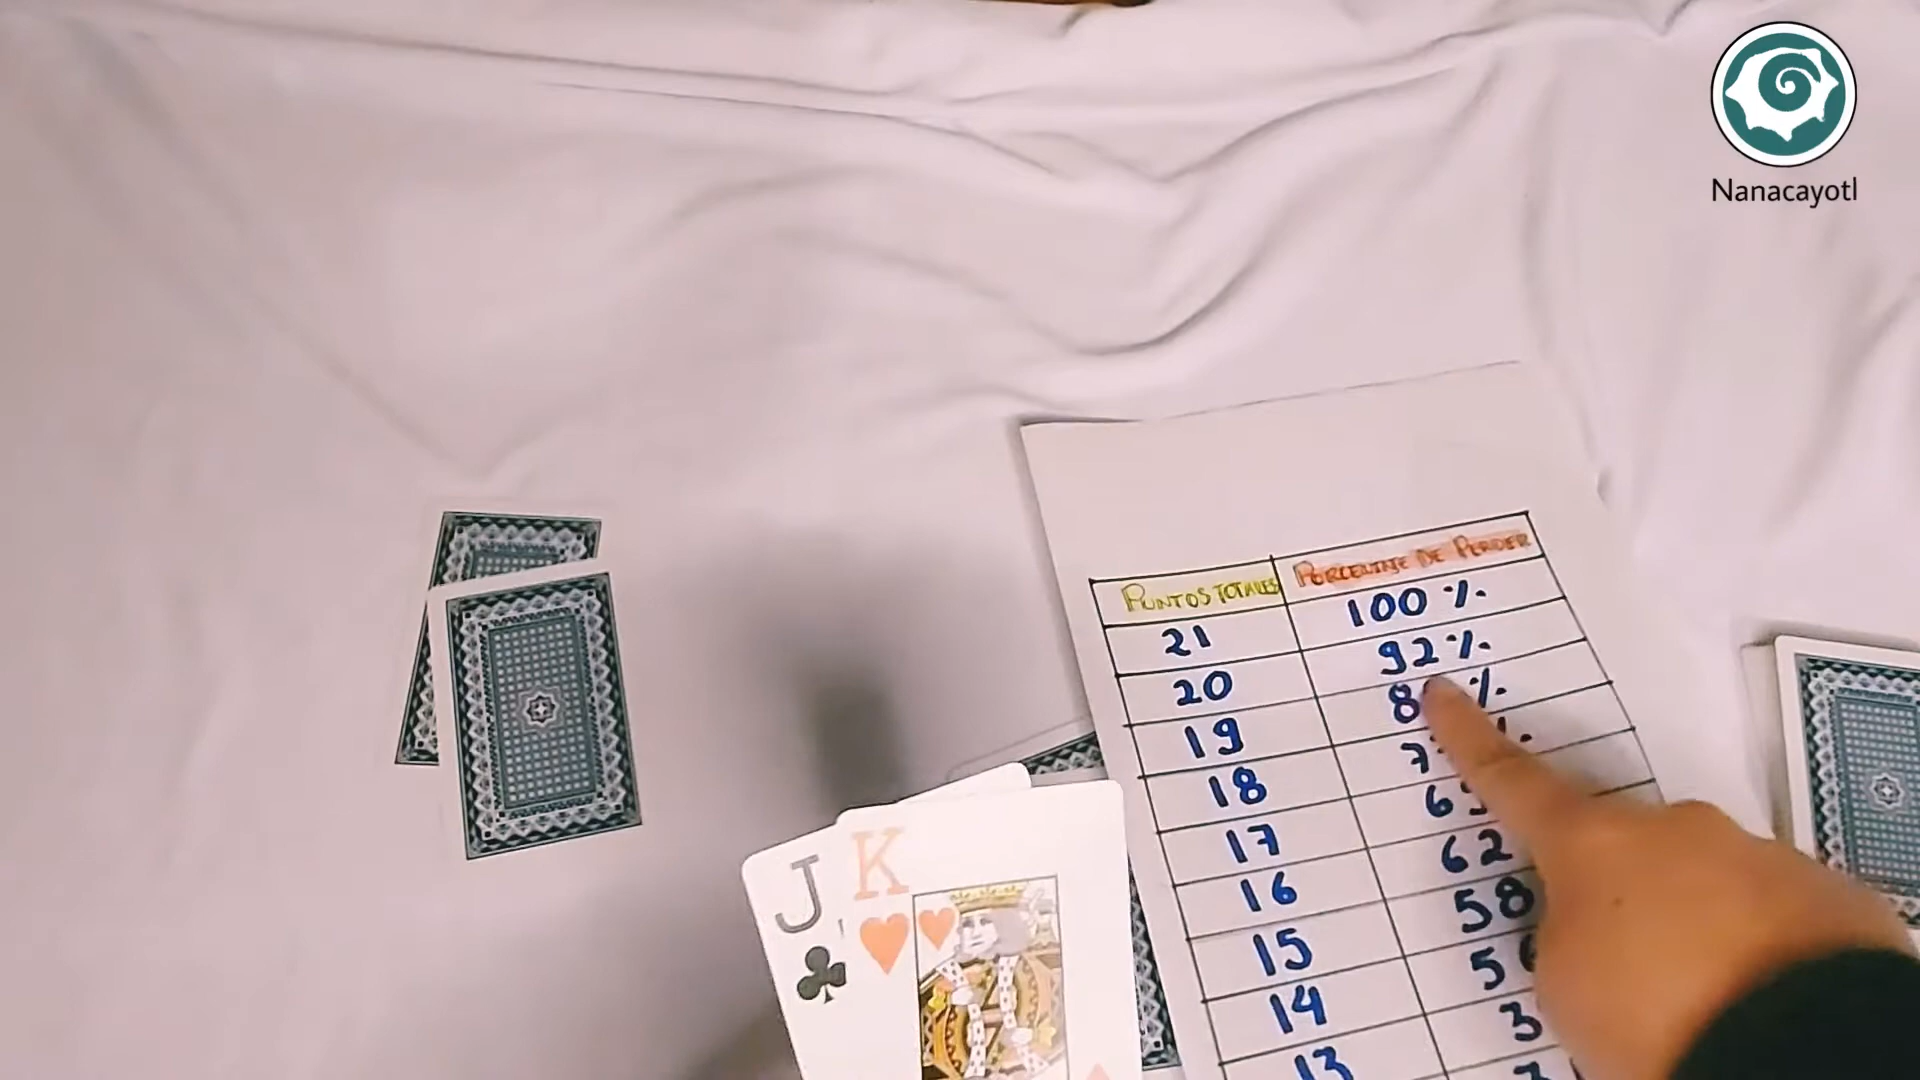 Nanacayotl
PUNTOS TOTALES PORCENTAJE DE PERDER
21 100 %
20 92 %
19
18
17
16 62
15 58
14
13
J K